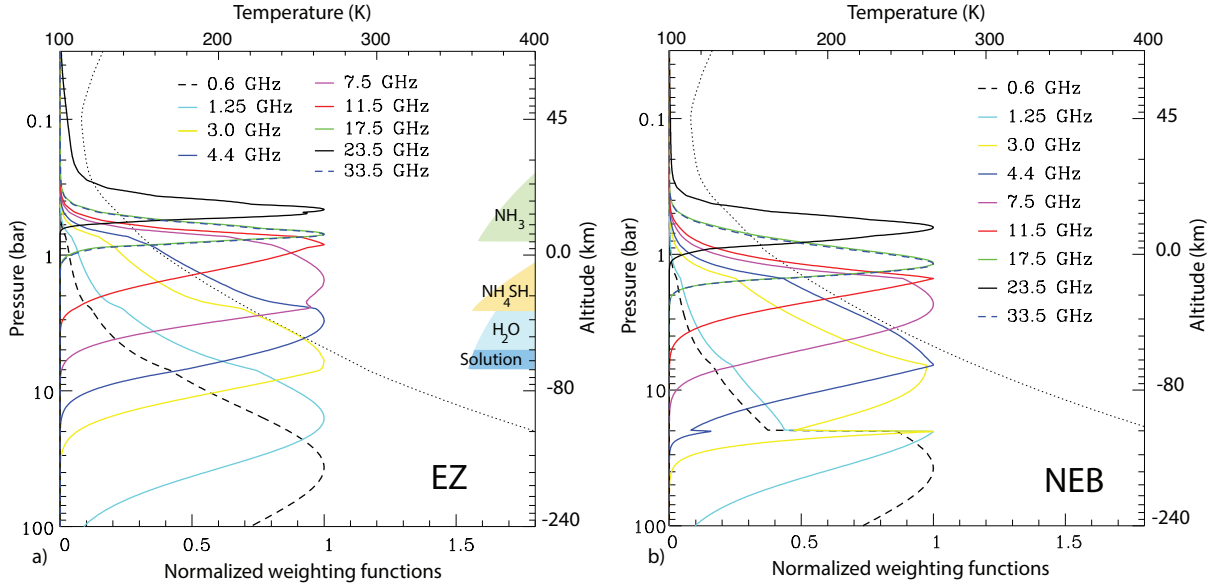 Temperature (K)
100 200 300 400
0.6 GHz
1.25 GHz
3.0 GHz
4.4 GHz
7.5 GHz
11.5 GHz
17.5 GHz
23.5 GHz
33.5 GHz
Pressure (bar)
0.1
1
10
100
NH3
NH4SH
H2O
Solution
Altitude (km)
45
0.0
-80
-240
EZ
0 0.5 1 1.5
a)
Normalized weighting functions
Temperature (K)
100 200 300 400
0.6 GHz
1.25 GHz
3.0 GHz
4.4 GHz
7.5 GHz
11.5 GHz
17.5 GHz
23.5 GHz
33.5 GHz
Pressure (bar)
0.1
1
10
100
Altitude (km)
45
0.0
-80
-240
NEB
0 0.5 1 1.5
b)
Normalized weighting functions